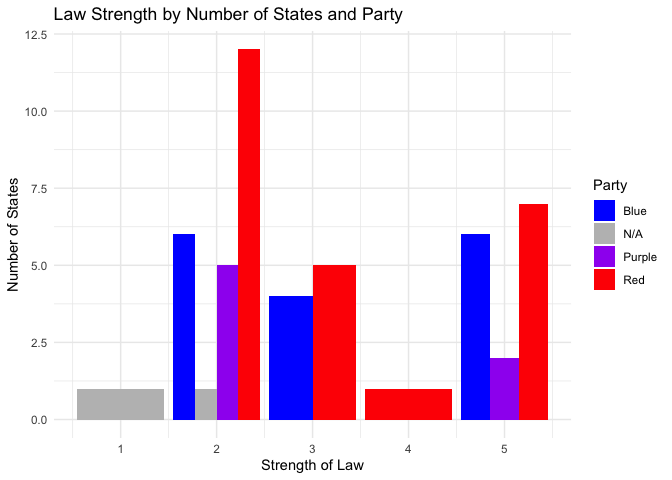 Law Strength by Number of States and Party
12.5
10.0
7.5
5.0
2.5
0.0
Number of States
1 2 3 4 5
Strength of Law
Party
Blue
N/A
Purple
Red